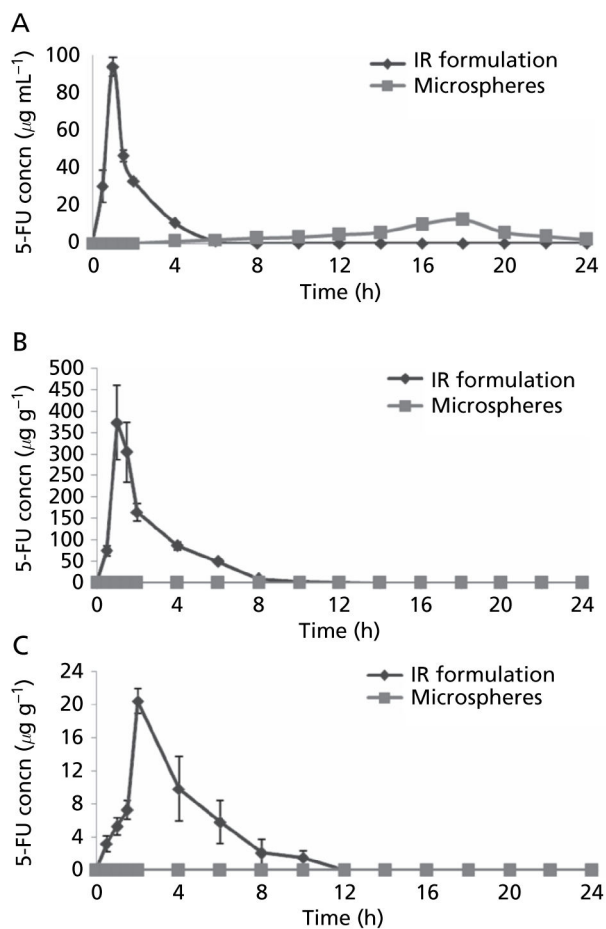 A
5-FU concn (μg mL⁻¹)
100
80
60
40
20
0
0 4 8 12 16 20 24
Time (h)
IR formulation
Microspheres
B
5-FU concn (μg g⁻¹)
500
450
400
350
300
250
200
150
100
50
0
0 4 8 12 16 20 24
Time (h)
IR formulation
Microspheres
C
5-FU concn (μg g⁻¹)
24
20
16
12
8
4
0
0 4 8 12 16 20 24
Time (h)
IR formulation
Microspheres